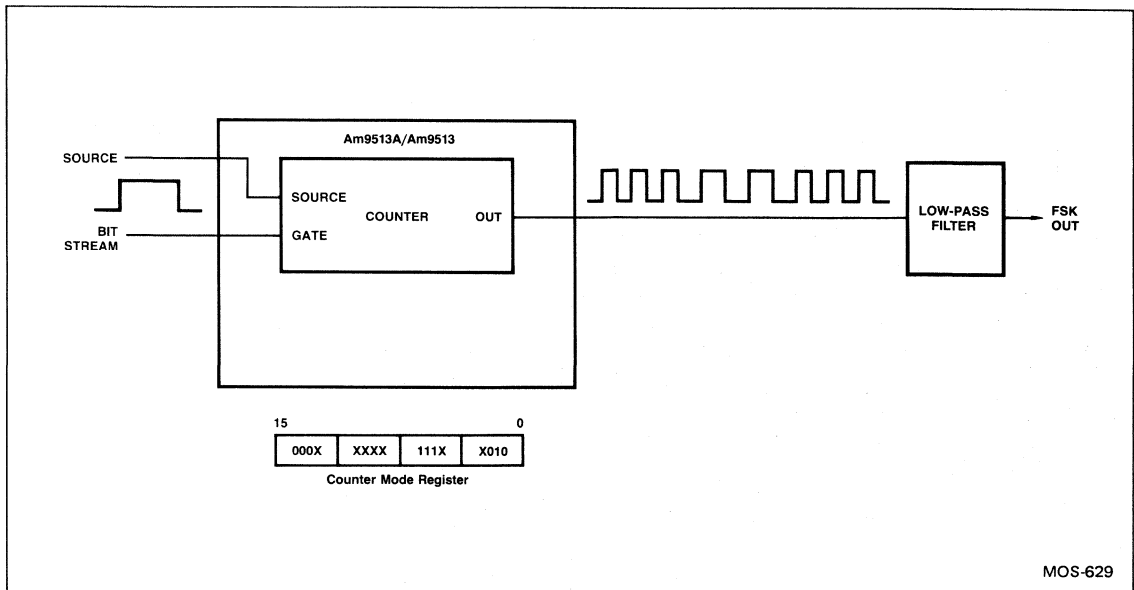 Am9513A/Am9513
SOURCE
SOURCE
COUNTER
OUT
BIT
STREAM
GATE
LOW-PASS
FILTER
FSK
OUT
15
0
000X
XXXX
111X
X010
Counter Mode Register
MOS-629